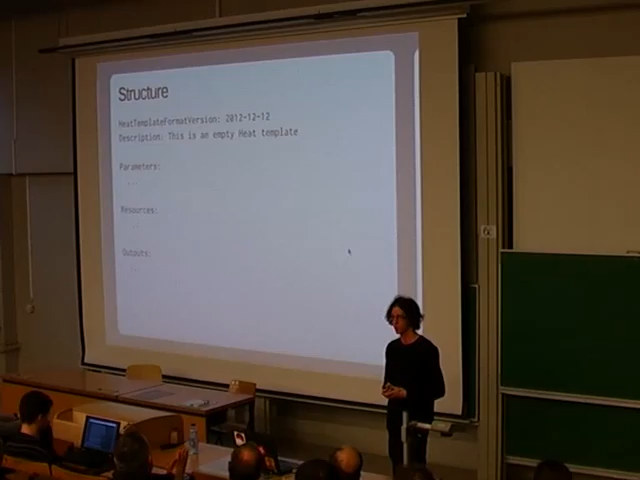 Structure
HeatTemplateFormatVersion: 2012-12-12
Description: This is an empty Heat template
Parameters:
...
Resources:
Outputs:
...